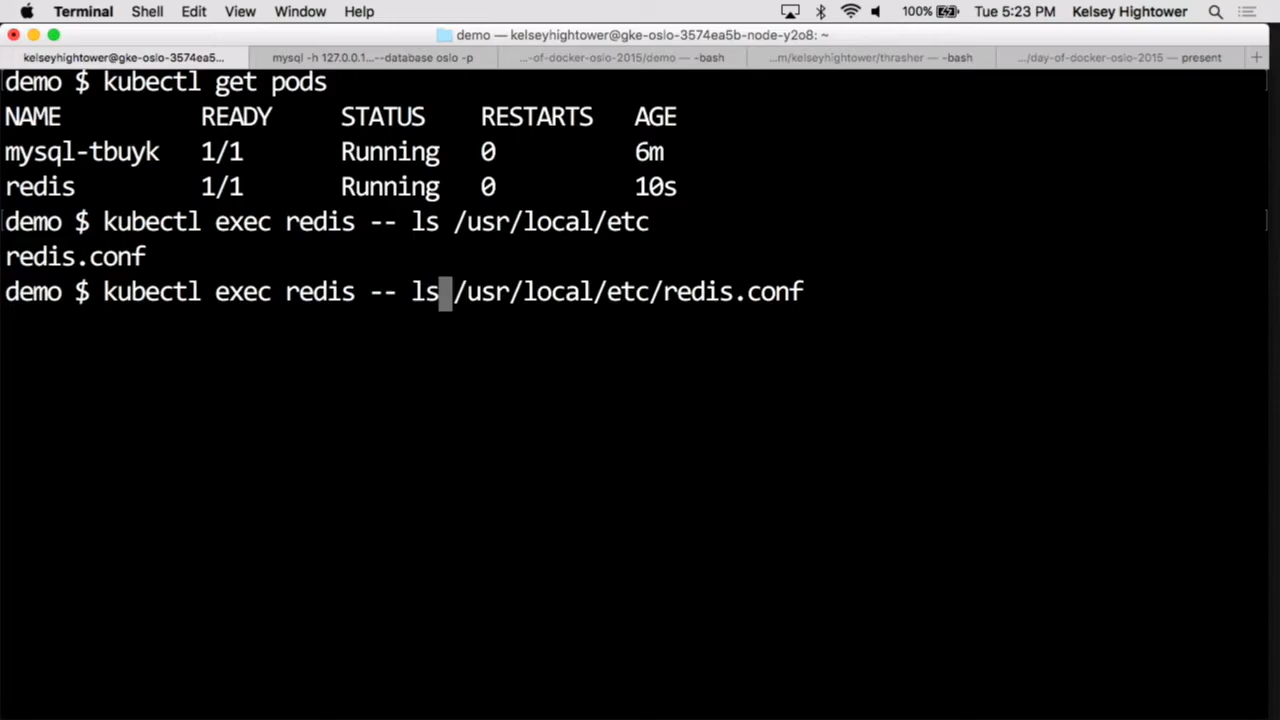 Terminal Shell Edit View Window Help 100% Tue 5:23 PM Kelsey Hightower
demo — kelseyhightower@gke-oslo-3574ea5b-node-y2o8: ~
kelseyhightower@gke-oslo-3574ea5... mysql -h 127.0.0.1...--database oslo -p ...-of-docker-oslo-2015/demo — -bash ...m/kelseyhightower/thrasher — -bash .../day-of-docker-oslo-2015 — present +
demo $ kubectl get pods
NAME READY STATUS RESTARTS AGE
mysql-tbuyk 1/1 Running 0 6m
redis 1/1 Running 0 10s
demo $ kubectl exec redis -- ls /usr/local/etc
redis.conf
demo $ kubectl exec redis -- ls /usr/local/etc/redis.conf